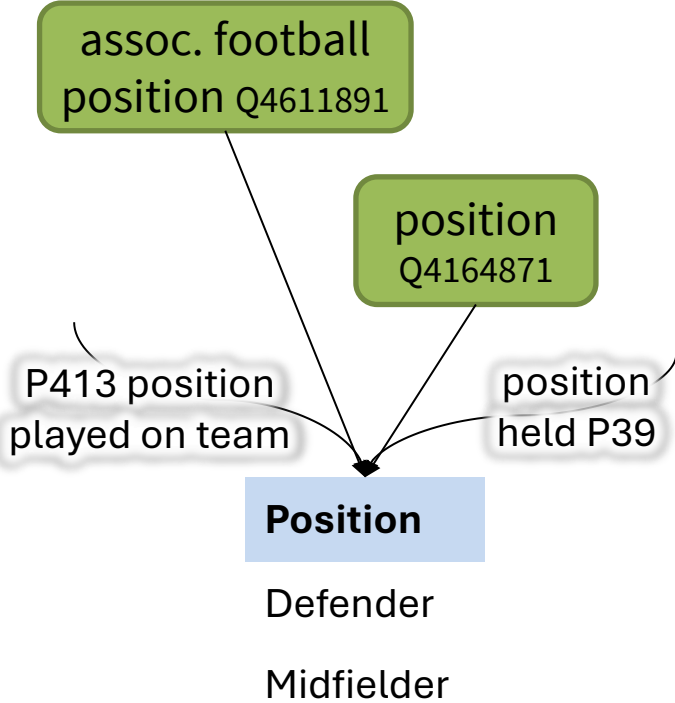 assoc. football
position Q4611891
position
Q4164871
P413 position
played on team
position
held P39
Position
Defender
Midfielder